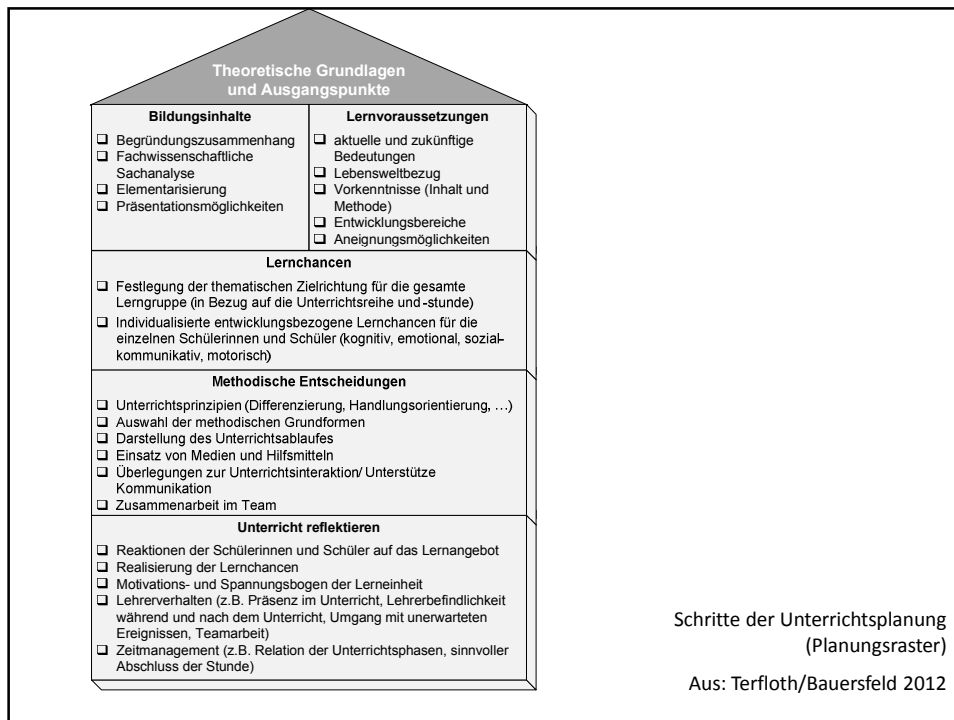 Theoretische Grundlagen
und Ausgangspunkte
Bildungsinhalte
❑ Begründungszusammenhang
❑ Fachwissenschaftliche
Sachanalyse
❑ Elementarisierung
❑ Präsentationsmöglichkeiten
Lernvoraussetzungen
❑ aktuelle und zukünftige
Bedeutungen
❑ Lebensweltbezug
❑ Vorkenntnisse (Inhalt und
Methode)
❑ Entwicklungsbereiche
❑ Aneignungsmöglichkeiten
Lernchancen
❑ Festlegung der thematischen Zielrichtung für die gesamte
Lerngruppe (in Bezug auf die Unterrichtsreihe und -stunde)
❑ Individualisierte entwicklungsbezogene Lernchancen für die
einzelnen Schülerinnen und Schüler (kognitiv, emotional, sozial-
kommunikativ, motorisch)
Methodische Entscheidungen
❑ Unterrichtsprinzipien (Differenzierung, Handlungsorientierung, …)
❑ Auswahl der methodischen Grundformen
❑ Darstellung des Unterrichtsablaufes
❑ Einsatz von Medien und Hilfsmitteln
❑ Überlegungen zur Unterrichtsinteraktion/ Unterstütze
Kommunikation
❑ Zusammenarbeit im Team
Unterricht reflektieren
❑ Reaktionen der Schülerinnen und Schüler auf das Lernangebot
❑ Realisierung der Lernchancen
❑ Motivations- und Spannungsbogen der Lerneinheit
❑ Lehrerverhalten (z.B. Präsenz im Unterricht, Lehrerbefindlichkeit
während und nach dem Unterricht, Umgang mit unerwarteten
Ereignissen, Teamarbeit)
❑ Zeitmanagement (z.B. Relation der Unterrichtsphasen, sinnvoller
Abschluss der Stunde)
Schritte der Unterrichtsplanung
(Planungsraster)
Aus: Terfloth/Bauersfeld 2012